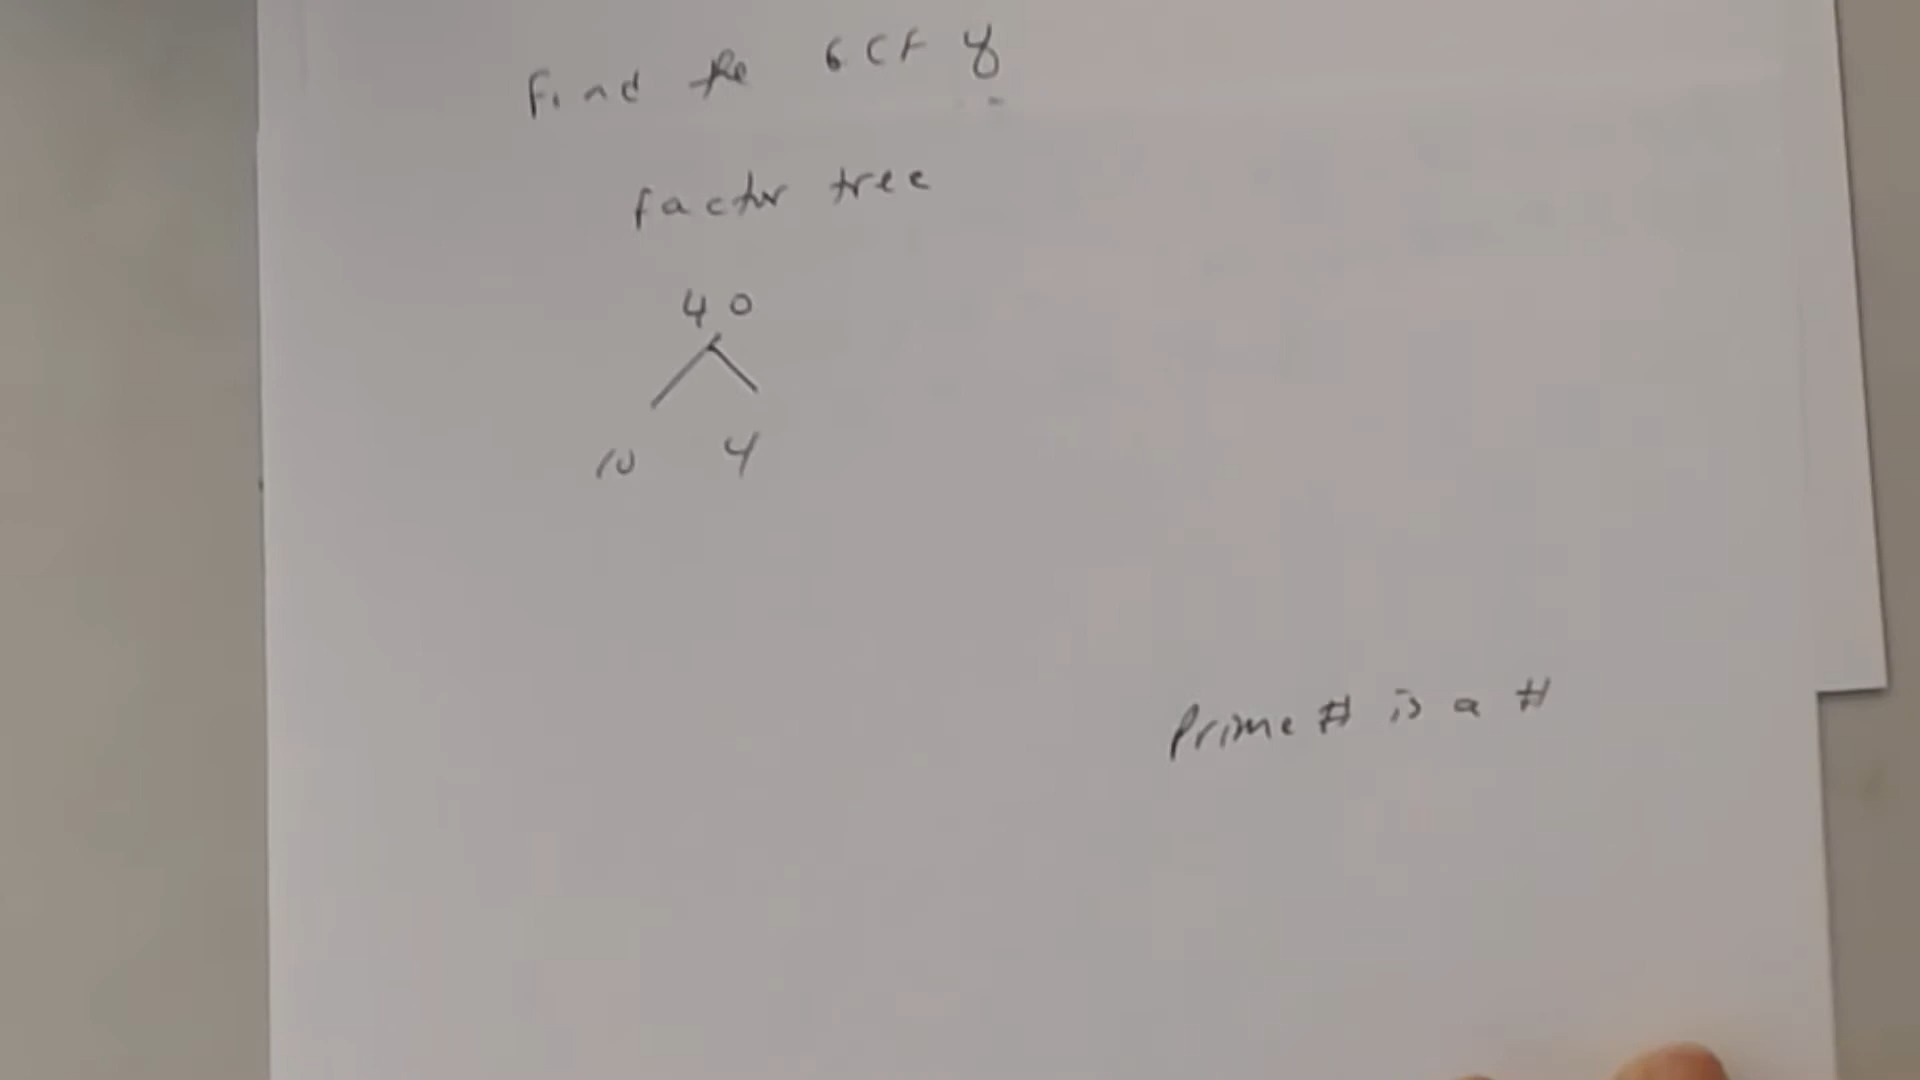 Find the GCF of
factor tree
40
10 4
Prime # is a #